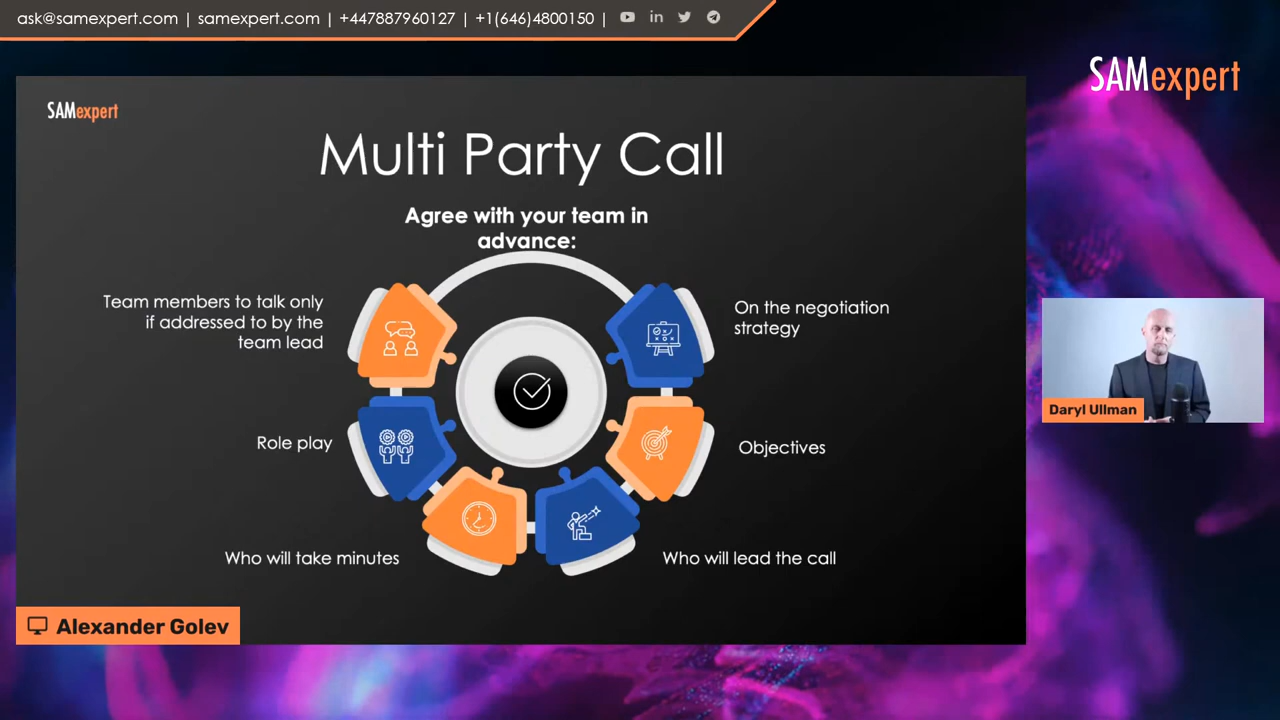 ask@samexpert.com | samexpert.com | +447887960127 | +1(646)4800150 |
SAMexpert
SAMexpert
Multi Party Call
Agree with your team in
advance:
Team members to talk only
if addressed to by the
team lead
On the negotiation
strategy
Role play
Objectives
Who will take minutes
Who will lead the call
Daryl Ullman
Alexander Golev